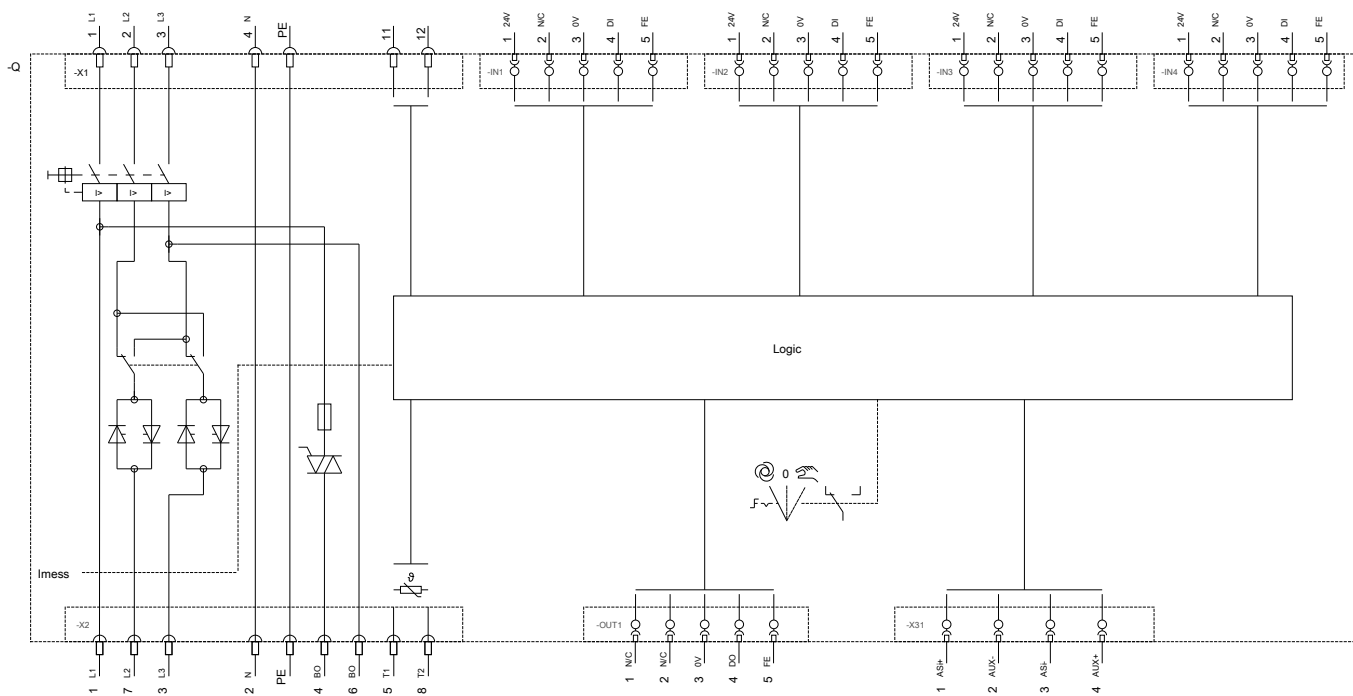 -Q
1 L1
2 L2
3 L3
4 N
PE
11
12
-X1
1 24V
2 N/C
3 0V
4 DI
5 FE
-IN1
1 24V
2 N/C
3 0V
4 DI
5 FE
-IN2
1 24V
2 N/C
3 0V
4 DI
5 FE
-IN3
1 24V
2 N/C
3 0V
4 DI
5 FE
-IN4
I>
I>
I>
Logic
0
Imess
ϑ
-X2
1 L1
7 L2
3 L3
2 N
PE
4 BO
6 BO
5 T1
8 T2
-OUT1
1 N/C
2 N/C
3 0V
4 DO
5 FE
-X31
1 ASI+
2 AUX-
3 ASI-
4 AUX+